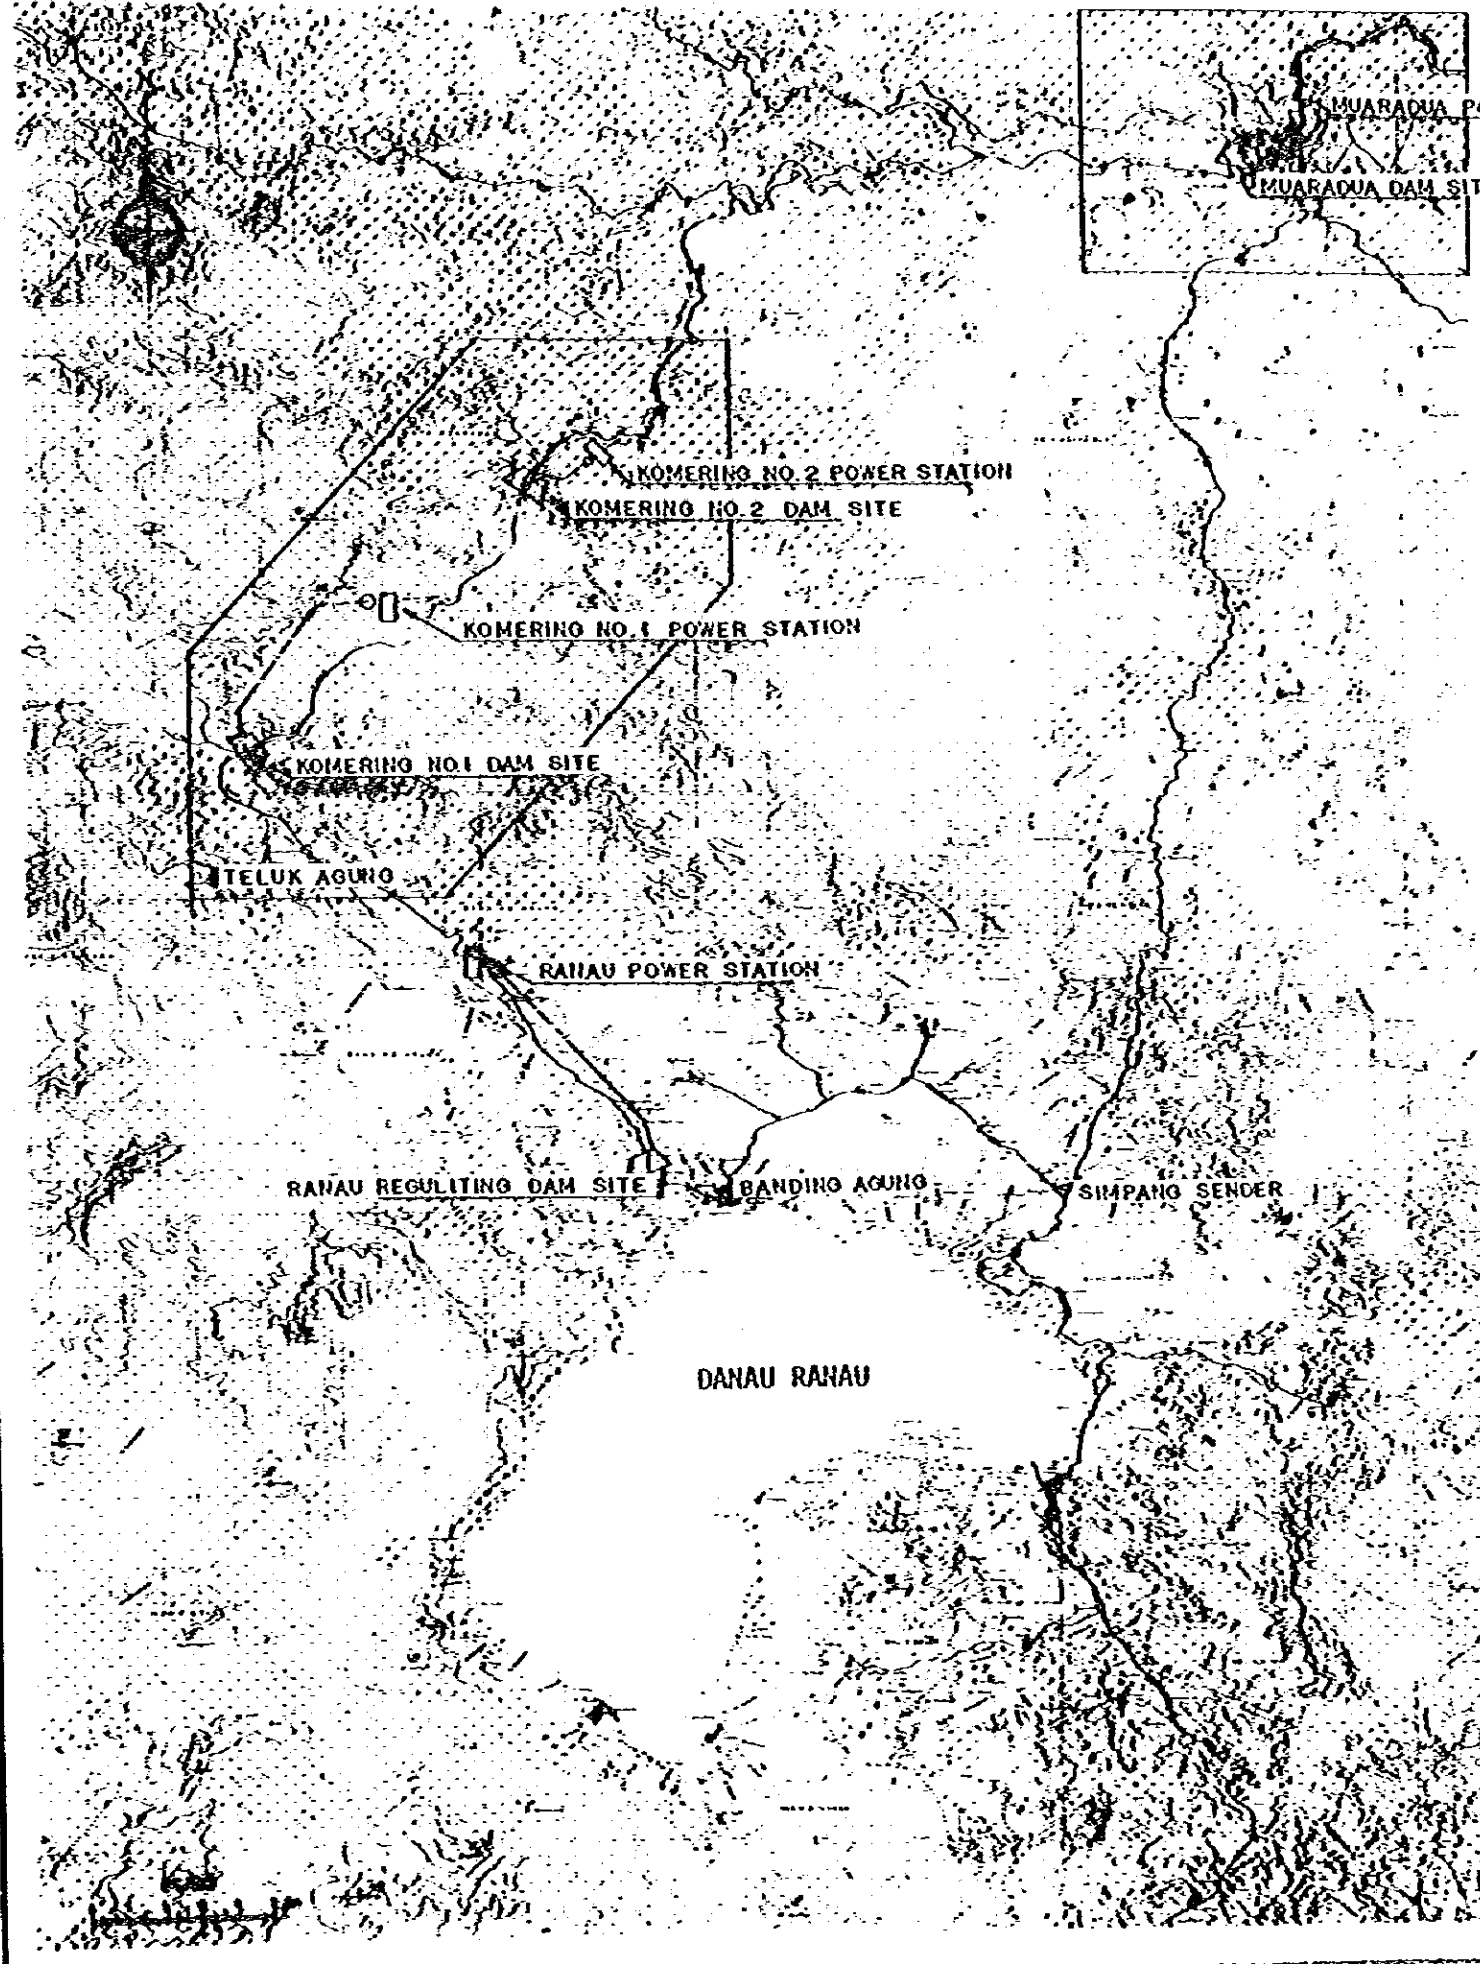 MUARADUA
MUARADUA DAM SIT
KOMERING NO.2 POWER STATION
KOMERING NO.2 DAM SITE
KOMERING NO.1 POWER STATION
KOMERING NO.1 DAM SITE
TELUK AGUNG
RANAU POWER STATION
RANAU REGULITING DAM SITE
BANDING AGUNG
SIMPANG SENDER
DANAU RANAU